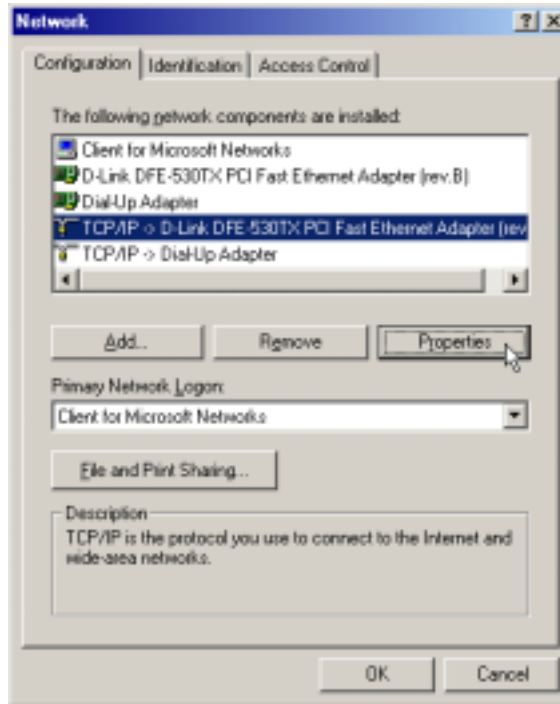 Network
Configuration Identification Access Control
The following network components are installed:
Client for Microsoft Networks
D-Link DFE-530TX PCI Fast Ethernet Adapter (rev.B)
Dial-Up Adapter
TCP/IP -> D-Link DFE-530TX PCI Fast Ethernet Adapter (rev
TCP/IP -> Dial-Up Adapter
Add... Remove Properties
Primary Network Logon:
Client for Microsoft Networks
File and Print Sharing...
Description
TCP/IP is the protocol you use to connect to the Internet and
wide-area networks.
OK Cancel